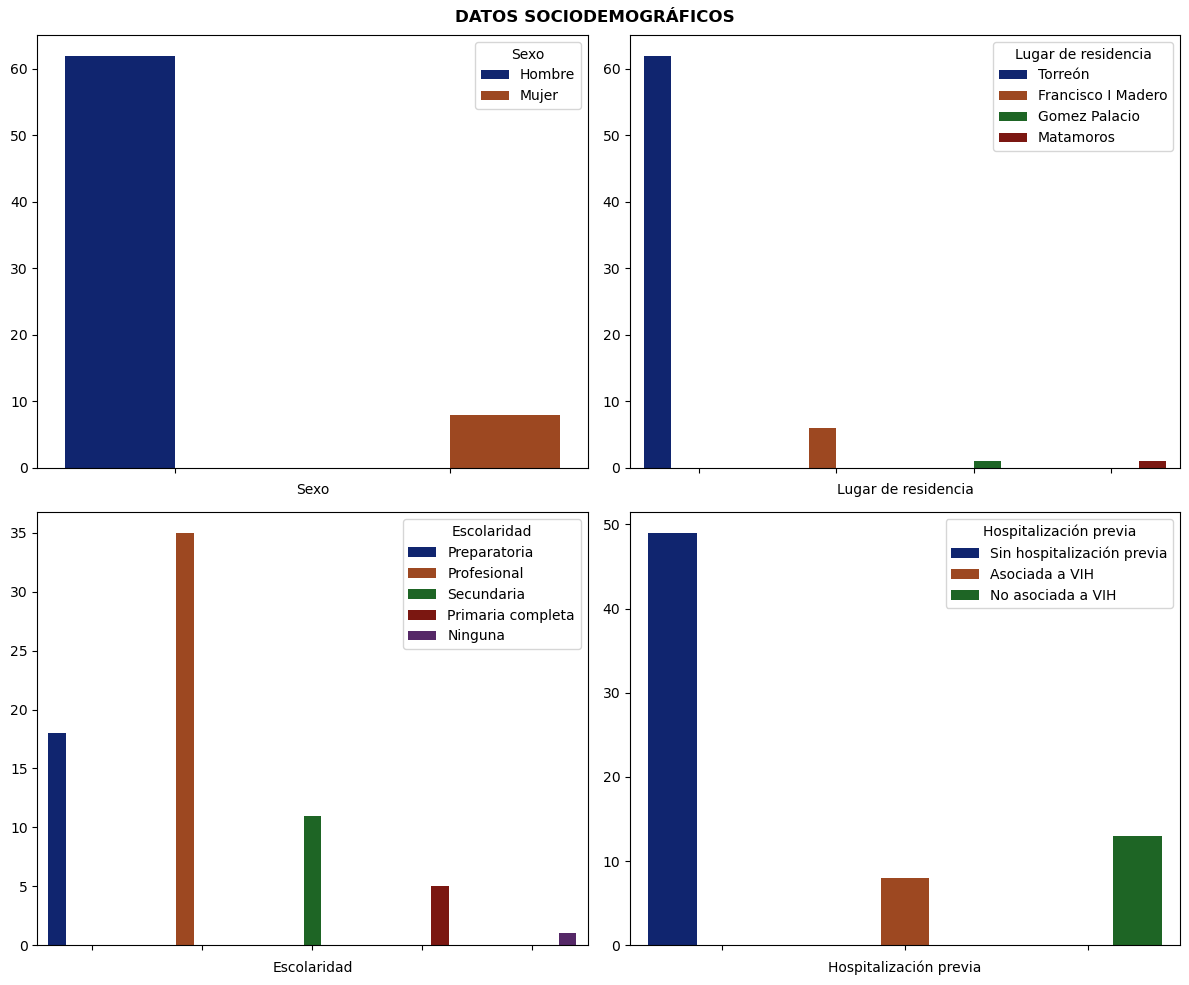 DATOS SOCIODEMOGRÁFICOS
Sexo
Hombre
Mujer
60
50
40
30
20
10
0
Sexo
Lugar de residencia
Torreón
Francisco I Madero
Gomez Palacio
Matamoros
60
50
40
30
20
10
0
Lugar de residencia
Escolaridad
Preparatoria
Profesional
Secundaria
Primaria completa
Ninguna
35
30
25
20
15
10
5
0
Escolaridad
Hospitalización previa
Sin hospitalización previa
Asociada a VIH
No asociada a VIH
50
40
30
20
10
0
Hospitalización previa